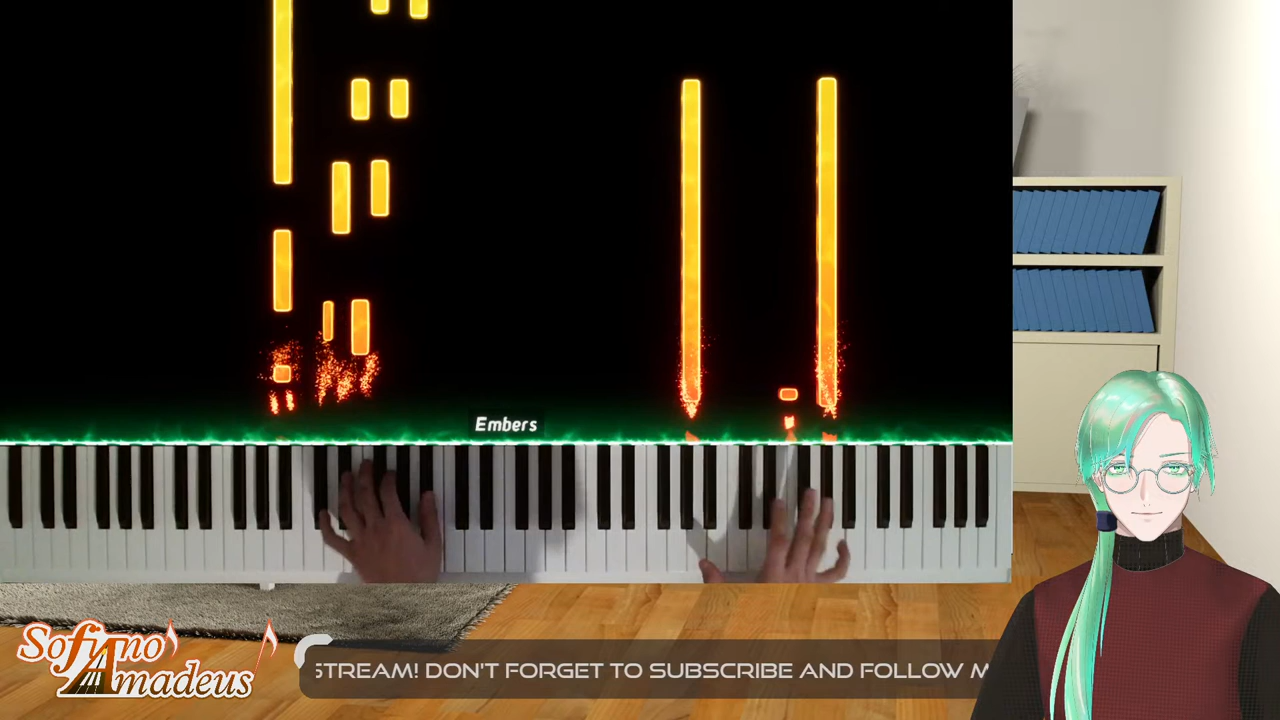 Embers
Sofiano
Amadeus
STREAM! DON'T FORGET TO SUBSCRIBE AND FOLLOW M